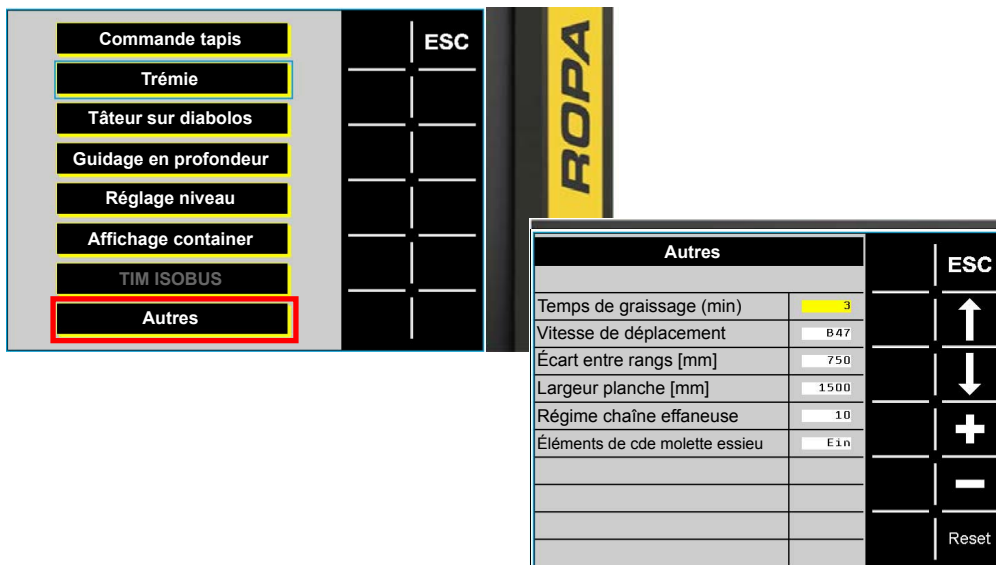 Commande tapis
ESC
Trémie
Tâteur sur diabolos
Guidage en profondeur
Réglage niveau
Affichage container
TIM ISOBUS
Autres
ROPA
Autres
ESC
Temps de graissage (min) 3
Vitesse de déplacement B47
Écart entre rangs [mm] 750
Largeur planche [mm] 1500
Régime chaîne effaneuse 10
Éléments de cde molette essieu Ein
Reset